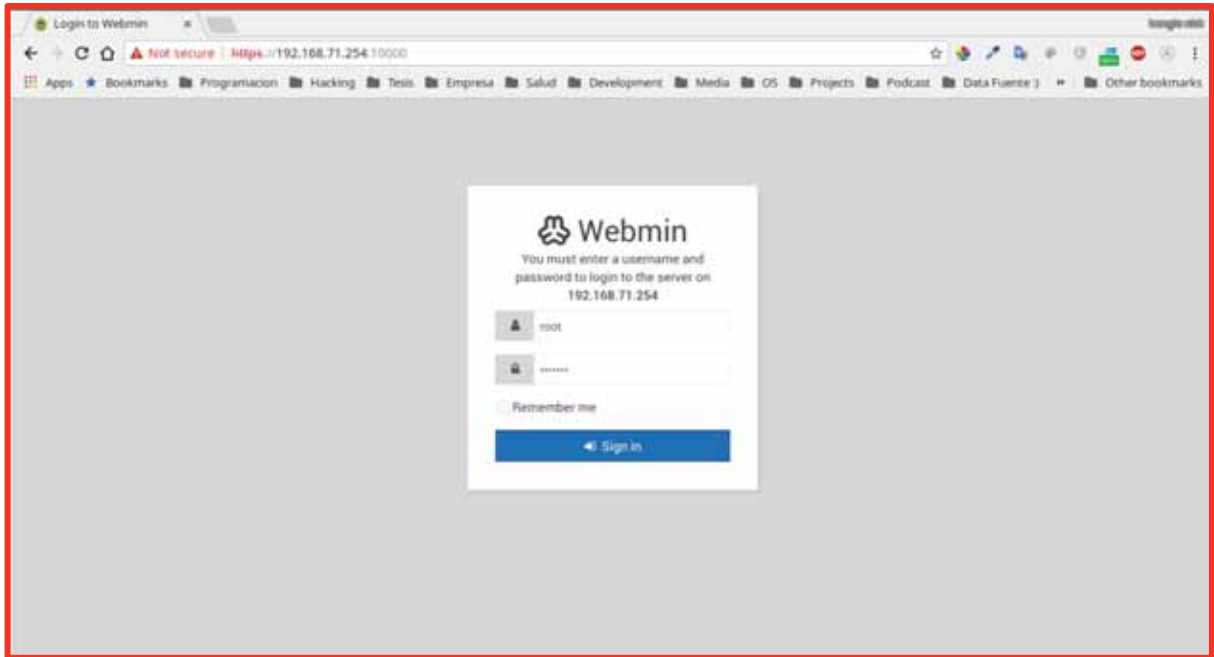 Login to Webmin
Not secure https://192.168.71.254:10000
Apps Bookmarks Programacion Hacking Tesis Empresa Salud Development Media OS Projects Podcast Data Fuente :) » Other bookmarks
Webmin
You must enter a username and
password to login to the server on
192.168.71.254
root
Remember me
Sign in